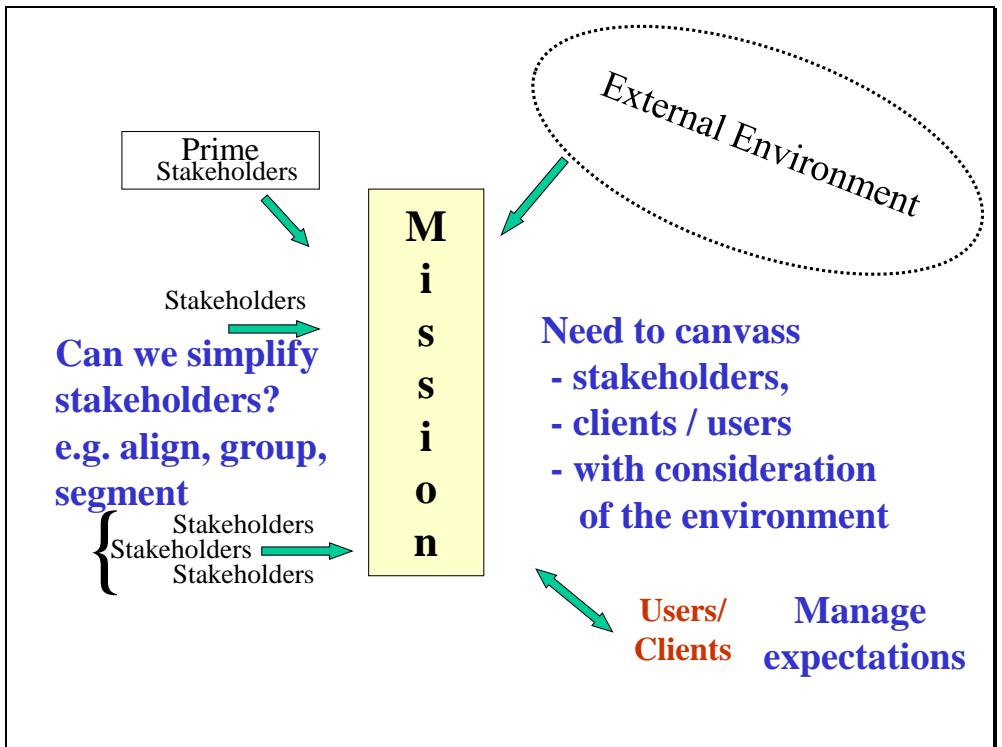 External Environment
Prime
Stakeholders
M
i
s
s
i
o
n
Stakeholders
Can we simplify
stakeholders?
e.g. align, group,
segment
Stakeholders
Stakeholders
Stakeholders
Need to canvass
- stakeholders,
- clients / users
- with consideration
of the environment
Users/
Clients
Manage
expectations